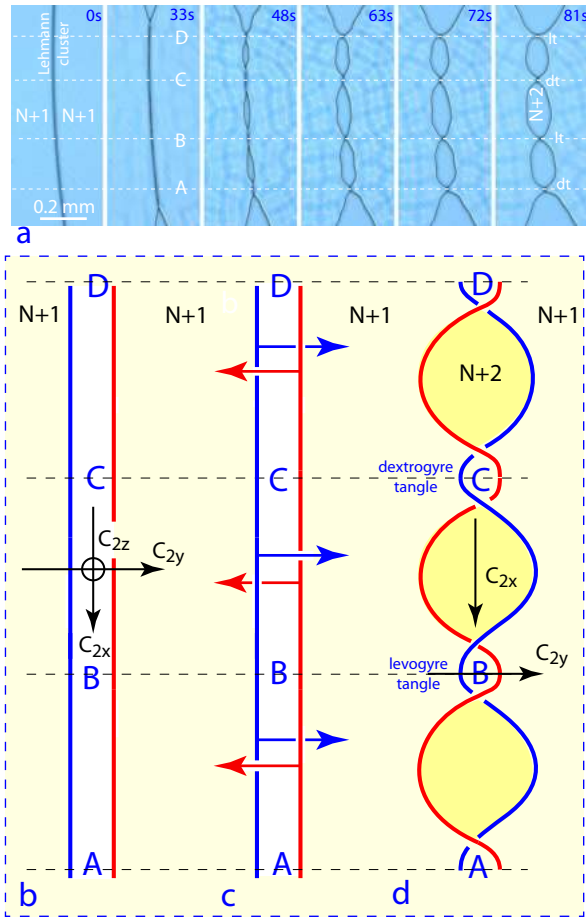 0s
33s
48s
63s
72s
81s
Lehmann
cluster
D
C
B
A
N+1
N+1
N+2
lt
dt
lt
dt
0.2 mm
a
b
N+1
D
N+1
D
N+1
D
N+1
N+2
C
C
dextrogyre
tangle
C
C2z
C2y
C2x
C2x
B
B
levogyre
tangle
B
C2y
A
A
A
b
c
d